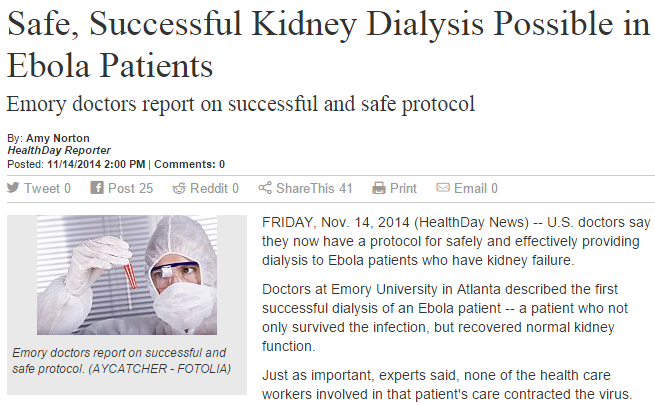 Safe, Successful Kidney Dialysis Possible in
Ebola Patients
Emory doctors report on successful and safe protocol
By: Amy Norton
HealthDay Reporter
Posted: 11/14/2014 2:00 PM | Comments: 0
Tweet 0 Post 25 Reddit 0 ShareThis 41 Print Email 0
Emory doctors report on successful and
safe protocol. (AYCATCHER - FOTOLIA)
FRIDAY, Nov. 14, 2014 (HealthDay News) -- U.S. doctors say
they now have a protocol for safely and effectively providing
dialysis to Ebola patients who have kidney failure.
Doctors at Emory University in Atlanta described the first
successful dialysis of an Ebola patient -- a patient who not
only survived the infection, but recovered normal kidney
function.
Just as important, experts said, none of the health care
workers involved in that patient's care contracted the virus.